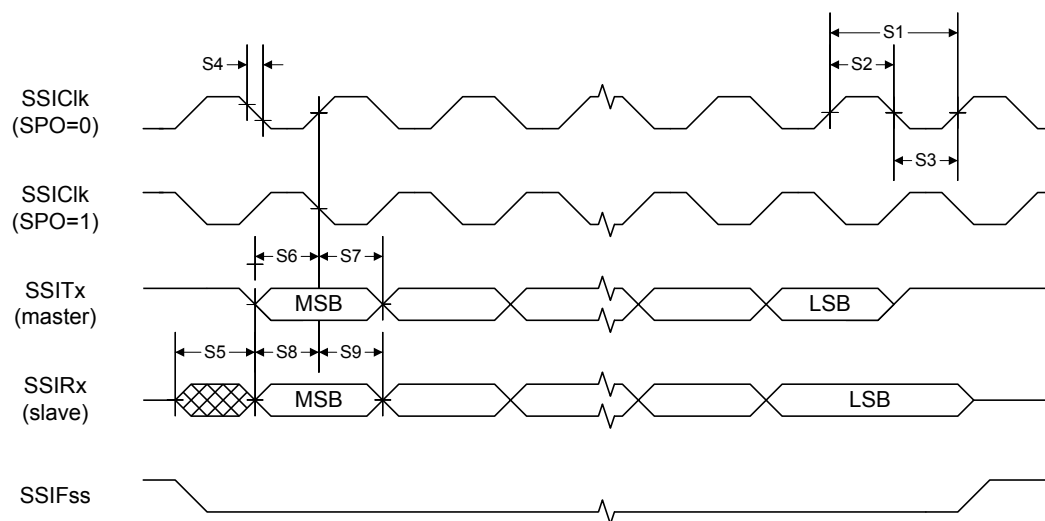 S1
S4
S2
SSIClk
(SPO=0)
S3
SSIClk
(SPO=1)
S6
S7
SSITx
(master)
MSB
LSB
S5
S8
S9
SSIRx
(slave)
MSB
LSB
SSIFss